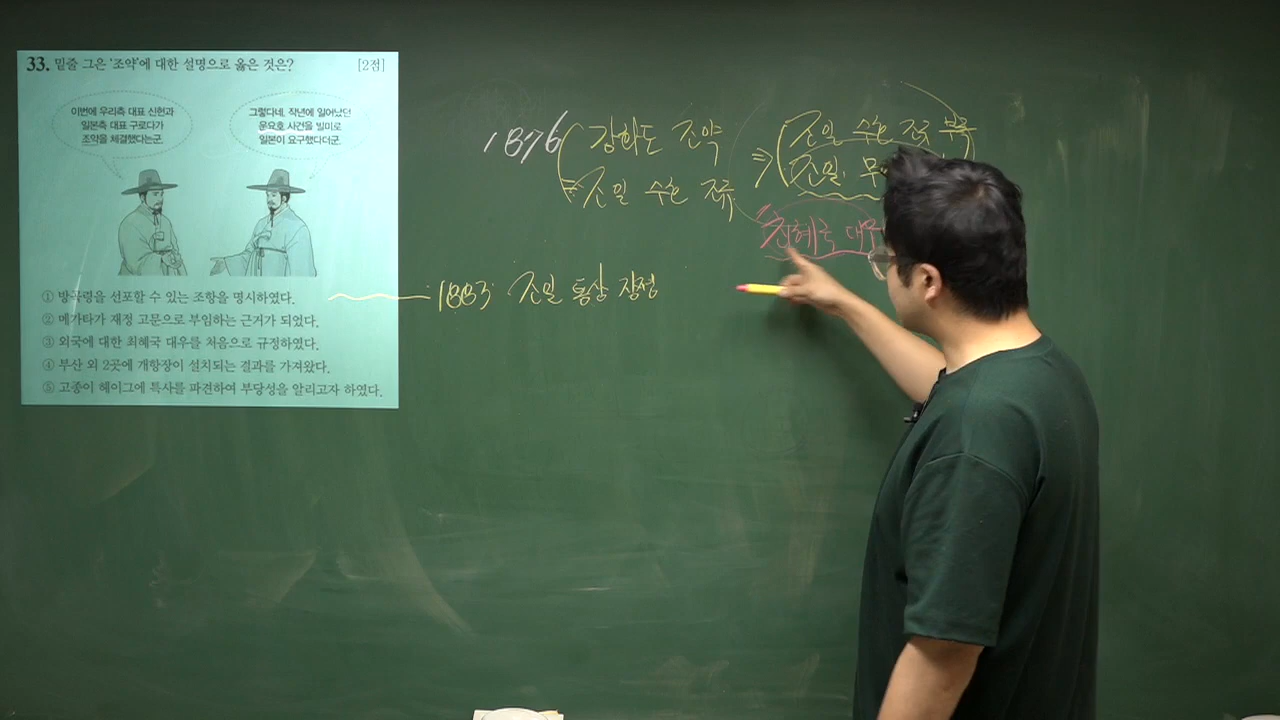 33. 밑줄 그은 '조약'에 대한 설명으로 옳은 것은? [2점]
이번에 우리측 대표 신헌과
일본측 대표 구로다가
조약을 체결했다는군.
그렇다네. 작년에 일어났던
운요호 사건을 빌미로
일본이 요구했다더군.
① 방곡령을 선포할 수 있는 조항을 명시하였다.
② 메가타가 재정 고문으로 부임하는 근거가 되었다.
③ 외국에 대한 최혜국 대우를 처음으로 규정하였다.
④ 부산 외 2곳에 개항장이 설치되는 결과를 가져왔다.
⑤ 고종이 헤이그에 특사를 파견하여 부당성을 알리고자 하였다.
1876 강화도 조약
조일 수호 조규
조일 수호 조규 부록
조일 무
최혜국 대우
1883 조일 통상 장정